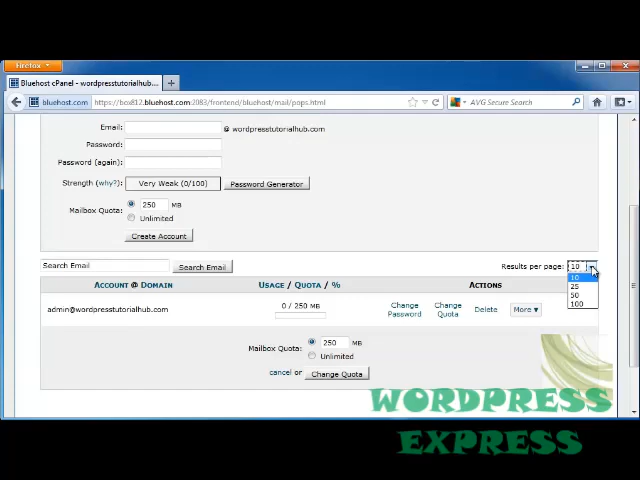 Firefox
Bluehost cPanel - wordpresstutorialhub....
bluehost.com https://box812.bluehost.com:2083/frontend/bluehost/mail/pops.html AVG Secure Search
Email: @ wordpresstutorialhub.com
Password:
Password (again):
Strength (why?): Very Weak (0/100) Password Generator
Mailbox Quota: 250 MB
Unlimited
Create Account
Search Email Search Email Results per page: 10
10
25
50
100
ACCOUNT @ DOMAIN USAGE / QUOTA / % ACTIONS
admin@wordpresstutorialhub.com 0 / 250 MB Change Password Change Quota Delete More
Mailbox Quota: 250 MB
Unlimited
cancel or Change Quota
WORDPRESS
EXPRESS